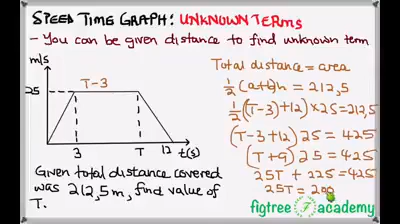 SPEED TIME GRAPH: UNKNOWN TERMS
- You can be given distance to find unknown term
m/s
T-3
25
3
T
12
t(s)
Given total distance covered
was 212,5m, find value of
T.
Total distance = area
1/2 (a+b)h = 212,5
1/2 (T-3)+12) x 25 = 212,5
(T-3+12) 25 = 425
(T+9) 25 = 425
25T + 225 = 425
25T = 200
figtree academy